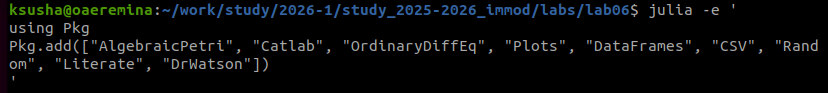 ksusha@oaeremina:~/work/study/2026-1/study_2025-2026_immod/labs/lab06$ julia -e '
using Pkg
Pkg.add(["AlgebraicPetri", "Catlab", "OrdinaryDiffEq", "Plots", "DataFrames", "CSV", "Rand
om", "Literate", "DrWatson"])
'